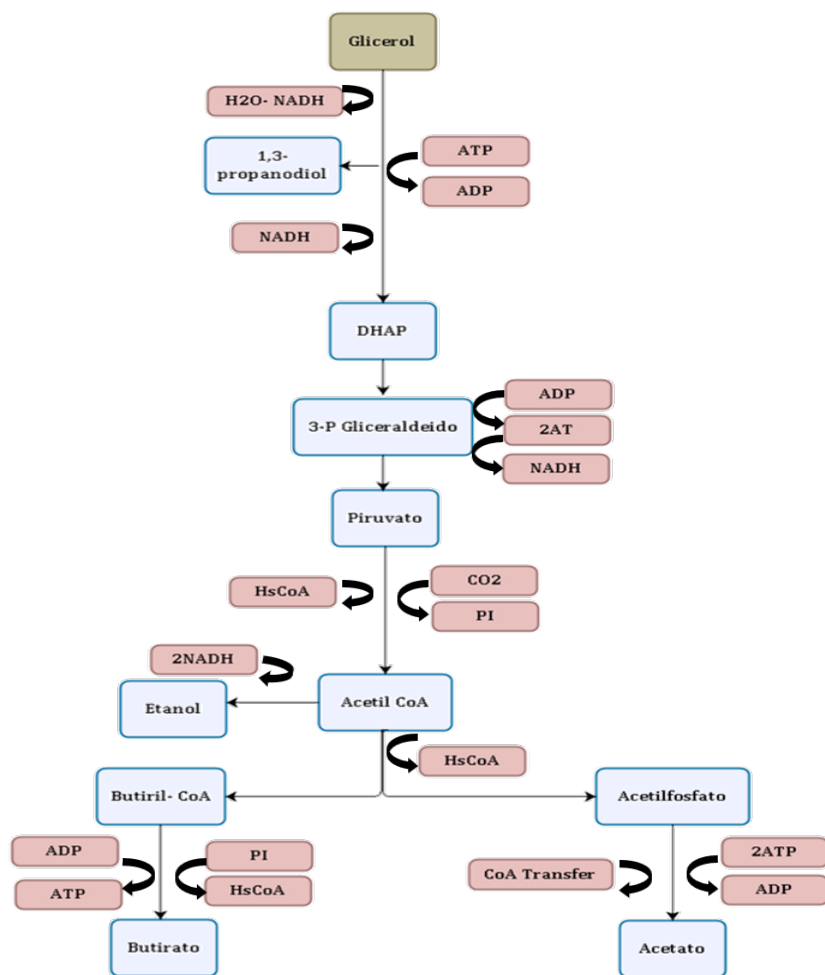 Glicerol
H2O- NADH
1,3-
propanodiol
ATP
ADP
NADH
DHAP
3-P Gliceraldeido
ADP
2AT
NADH
Piruvato
HsCoA
CO2
PI
2NADH
Etanol
Acetil CoA
HsCoA
Butiril- CoA
Acetilfosfato
ADP
ATP
PI
HsCoA
CoA Transfer
2ATP
ADP
Butirato
Acetato